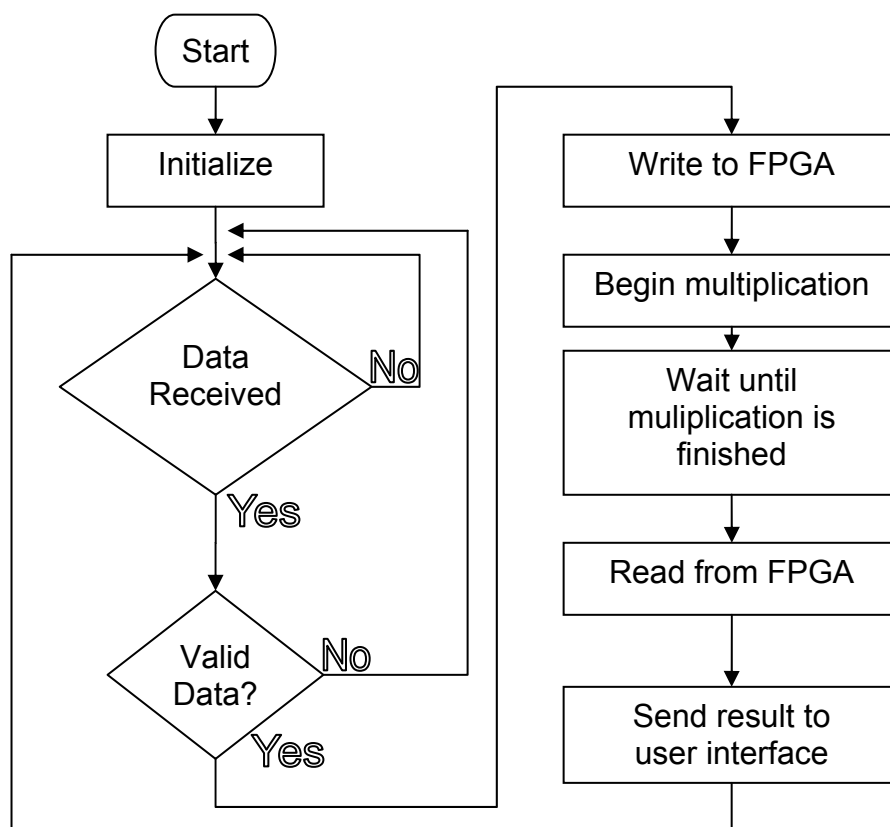 Start
Initialize
Data
Received
No
Yes
Valid
Data?
No
Yes
Write to FPGA
Begin multiplication
Wait until
muliplication is
finished
Read from FPGA
Send result to
user interface